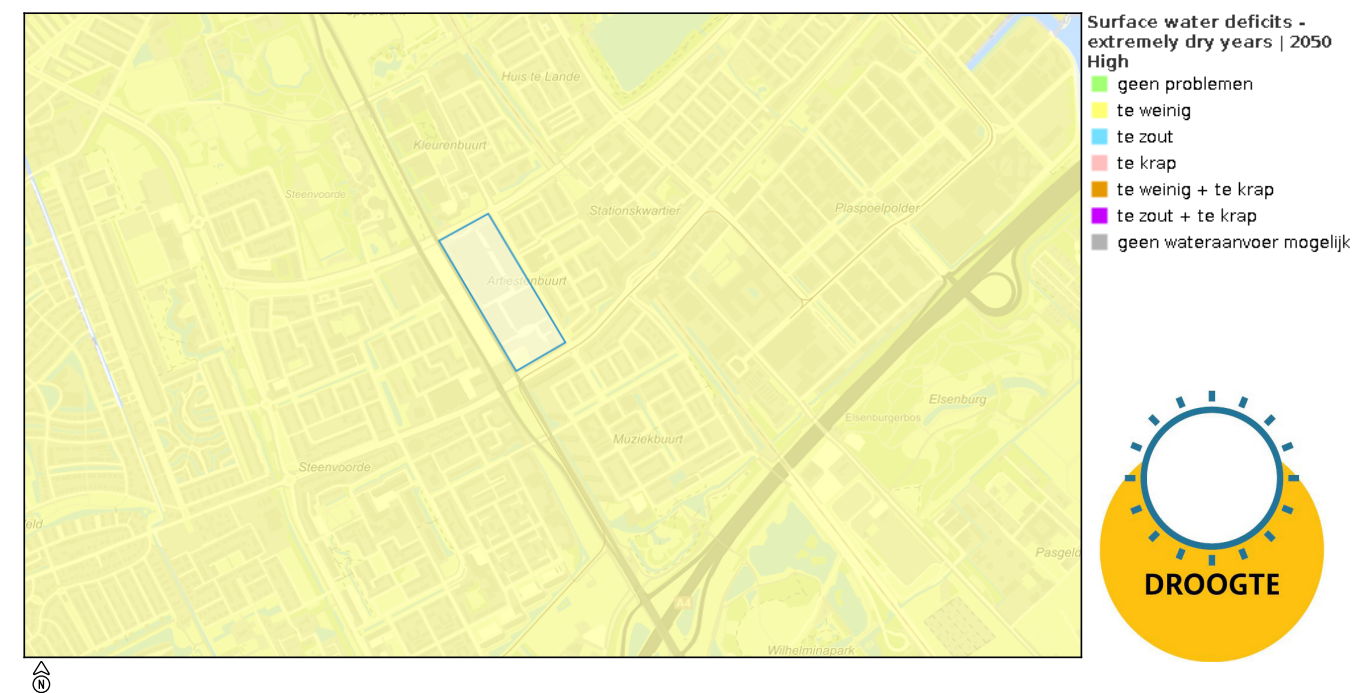 Surface water deficits -
extremely dry years | 2050
High
geen problemen
te weinig
te zout
te krap
te weinig + te krap
te zout + te krap
geen wateraanvoer mogelijk
Huis te Lande
Kleurenbuurt
Steenvoorde
Stationskwartier
Plaspoelpolder
Artiestenbuurt
Elsenburg
Elsenburgerbos
Muziekbuurt
Steenvoorde
eld
Pasgeld
A4
Wilhelminapark
DROOGTE
N